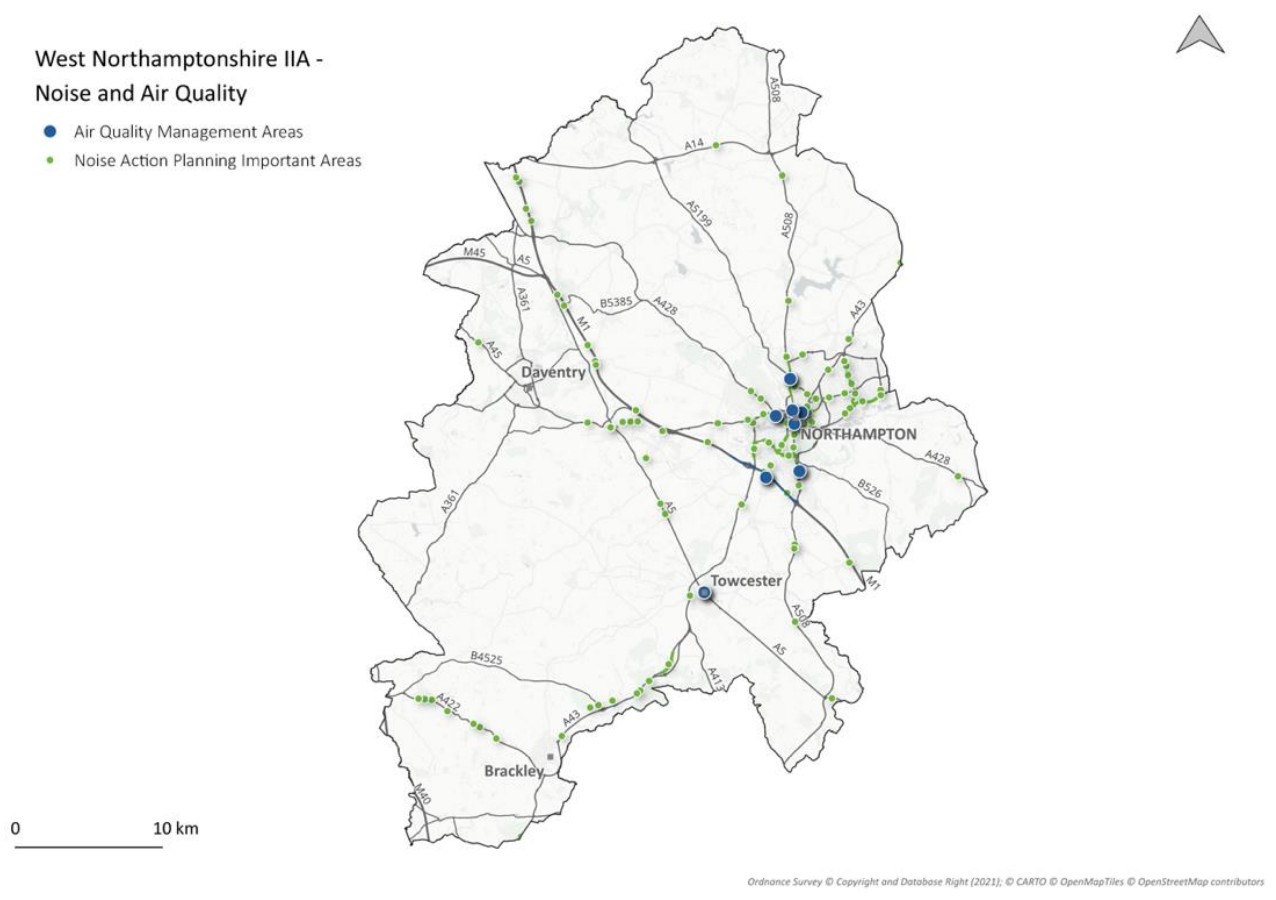 West Northamptonshire IIA -
Noise and Air Quality
Air Quality Management Areas
Noise Action Planning Important Areas
A508
A14
A5199
A508
M45
A5
A361
B5385
A428
A43
M1
A45
Daventry
NORTHAMPTON
A428
B526
A361
A5
Towcester
M1
A508
A5
B4525
A413
A422
A43
Brackley
M40
0 10 km
Ordnance Survey © Copyright and Database Right (2021); © CARTO © OpenMapTiles © OpenStreetMap contributors